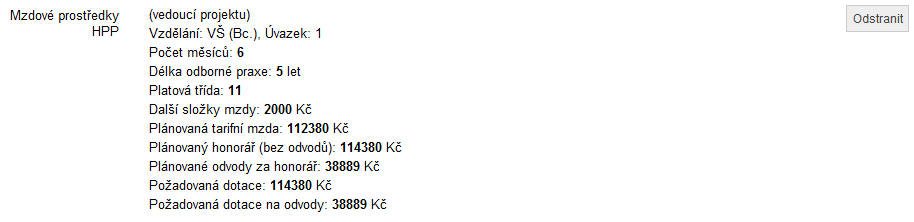 Mzdové prostředky HPP
(vedoucí projektu)
Vzdělání: VŠ (Bc.), Úvazek: 1
Počet měsíců: 6
Délka odborné praxe: 5 let
Platová třída: 11
Další složky mzdy: 2000 Kč
Plánovaná tarifní mzda: 112380 Kč
Plánovaný honorář (bez odvodů): 114380 Kč
Plánované odvody za honorář: 38889 Kč
Požadovaná dotace: 114380 Kč
Požadovaná dotace na odvody: 38889 Kč
Odstranit